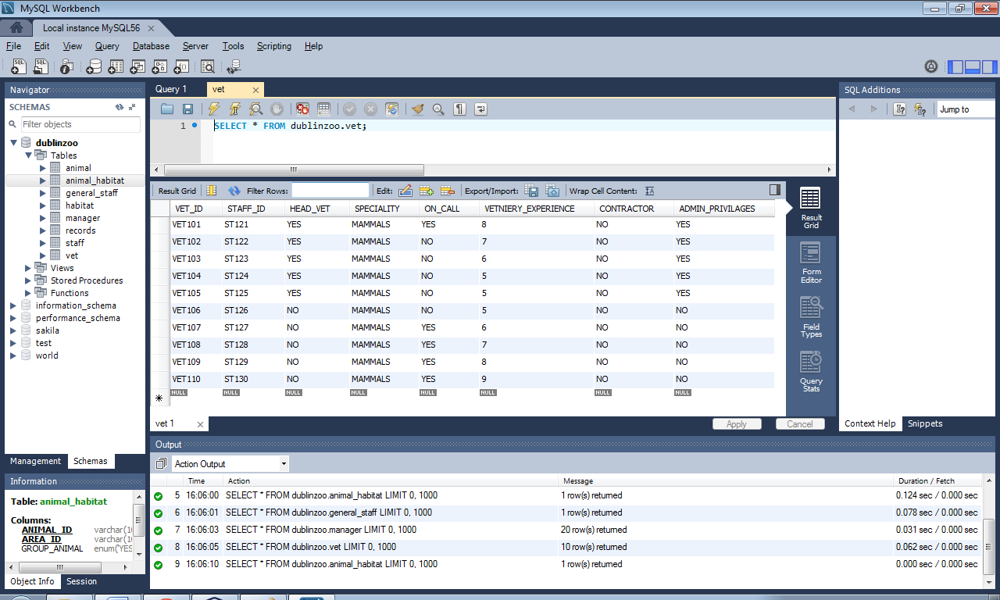 MySQL Workbench
Local instance MySQL56
File Edit View Query Database Server Tools Scripting Help
Navigator
SCHEMAS
Filter objects
dublinzoo
Tables
animal
animal_habitat
general_staff
habitat
manager
records
staff
vet
Views
Stored Procedures
Functions
information_schema
performance_schema
sakila
test
world
Management Schemas
Information
Table: animal_habitat
Columns:
ANIMAL_ID varchar(10
AREA_ID varchar(10
GROUP_ANIMAL enum('YES
Object Info Session
Query 1 vet
1 SELECT * FROM dublinzoo.vet;
Result Grid Filter Rows: Edit: Export/Import: Wrap Cell Content:
VET_ID STAFF_ID HEAD_VET SPECIALITY ON_CALL VETNIERY_EXPERIENCE CONTRACTOR ADMIN_PRIVILAGES
VET101 ST121 YES MAMMALS YES 8 NO YES
VET102 ST122 YES MAMMALS NO 7 NO YES
VET103 ST123 YES MAMMALS NO 6 NO YES
VET104 ST124 YES MAMMALS NO 5 NO YES
VET105 ST125 YES MAMMALS NO 5 NO YES
VET106 ST126 NO MAMMALS NO 5 NO NO
VET107 ST127 NO MAMMALS YES 6 NO NO
VET108 ST128 NO MAMMALS YES 7 NO NO
VET109 ST129 NO MAMMALS YES 8 NO NO
VET110 ST130 NO MAMMALS YES 9 NO NO
NULL NULL NULL NULL NULL NULL NULL NULL
Result Grid
Form Editor
Field Types
Query Stats
vet 1 Apply Cancel
SQL Additions
Jump to
Context Help Snippets
Output
Action Output
Time Action Message Duration / Fetch
5 16:06:00 SELECT * FROM dublinzoo.animal_habitat LIMIT 0, 1000 1 row(s) returned 0.124 sec / 0.000 sec
6 16:06:01 SELECT * FROM dublinzoo.general_staff LIMIT 0, 1000 1 row(s) returned 0.078 sec / 0.000 sec
7 16:06:03 SELECT * FROM dublinzoo.manager LIMIT 0, 1000 20 row(s) returned 0.031 sec / 0.000 sec
8 16:06:05 SELECT * FROM dublinzoo.vet LIMIT 0, 1000 10 row(s) returned 0.062 sec / 0.000 sec
9 16:06:10 SELECT * FROM dublinzoo.animal_habitat LIMIT 0, 1000 1 row(s) returned 0.000 sec / 0.000 sec